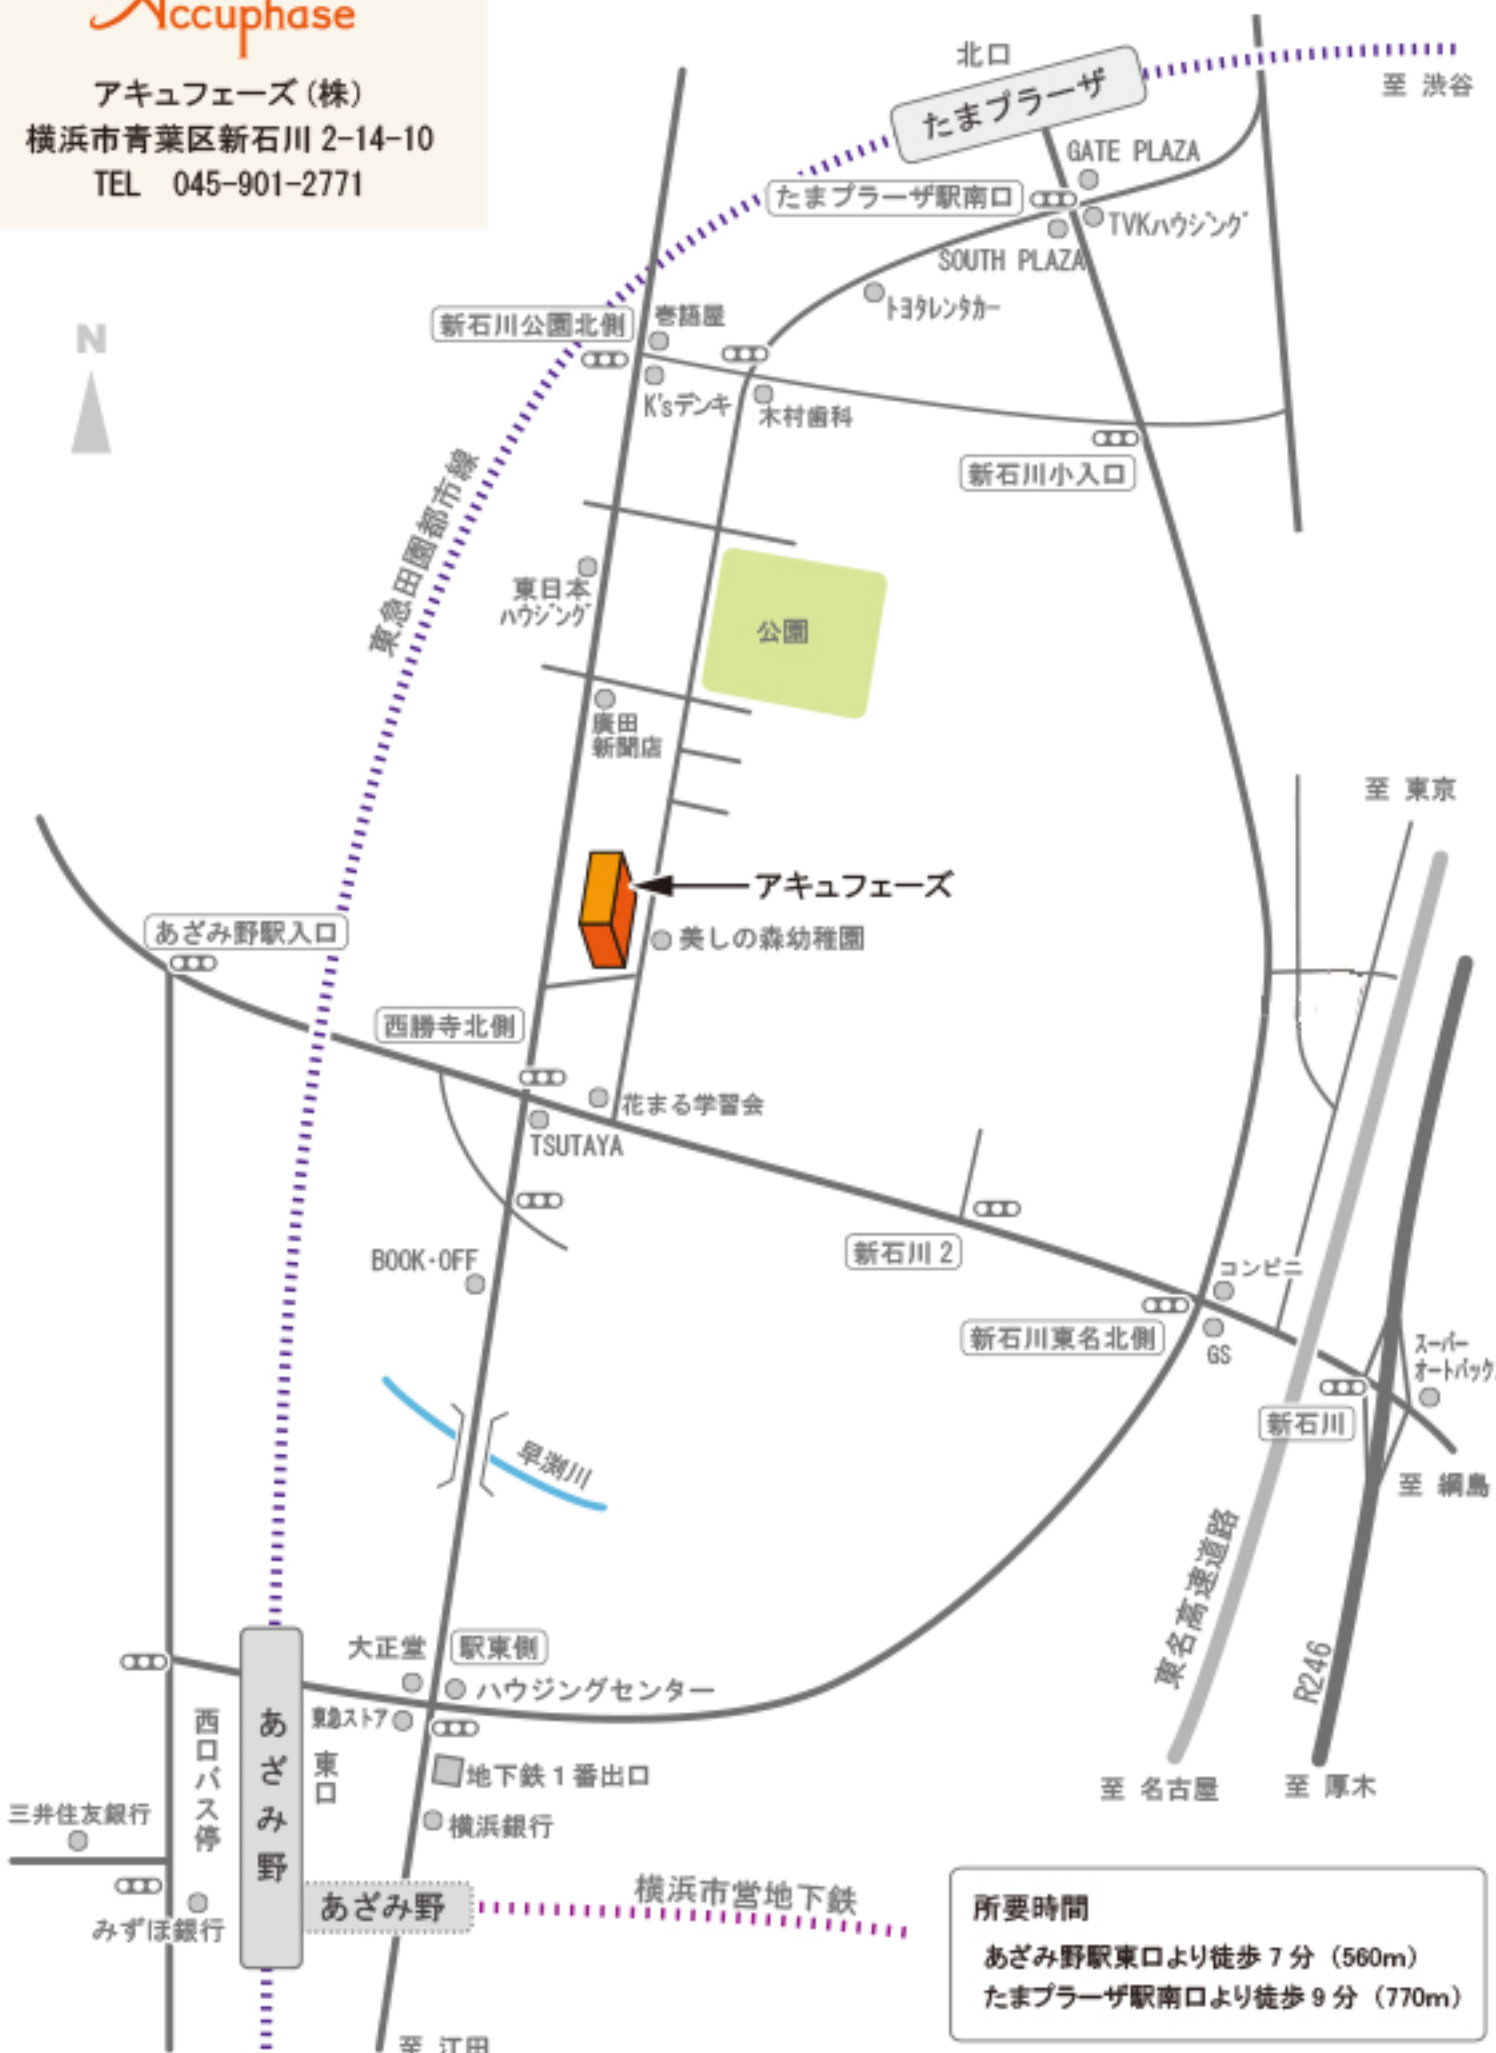 Accuphase
アキュフェーズ（株）
横浜市青葉区新石川 2-14-10
TEL 045-901-2771
北口
たまプラーザ
至 渋谷
GATE PLAZA
たまプラーザ駅南口
TVKハウジング
SOUTH PLAZA
トヨタレンタカー
新石川公園北側
壱語屋
N
K'sデンキ
木村歯科
新石川小入口
東急田園都市線
東日本
ハウジング
公園
廣田
新聞店
至 東京
アキュフェーズ
あざみ野駅入口
美しの森幼稚園
西勝寺北側
花まる学習会
TSUTAYA
BOOK・OFF
新石川 2
コンビニ
新石川東名北側
GS
スーパー
オートバック
新石川
早渕川
至 綱島
東名高速道路
R246
大正堂
駅東側
ハウジングセンター
東急ストア
西口バス停
あざみ野
東口
地下鉄１番出口
至 名古屋
至 厚木
三井住友銀行
横浜銀行
みずほ銀行
あざみ野
横浜市営地下鉄
所要時間
あざみ野駅東口より徒歩 7 分（560m）
たまプラーザ駅南口より徒歩 9 分（770m）
至 江田